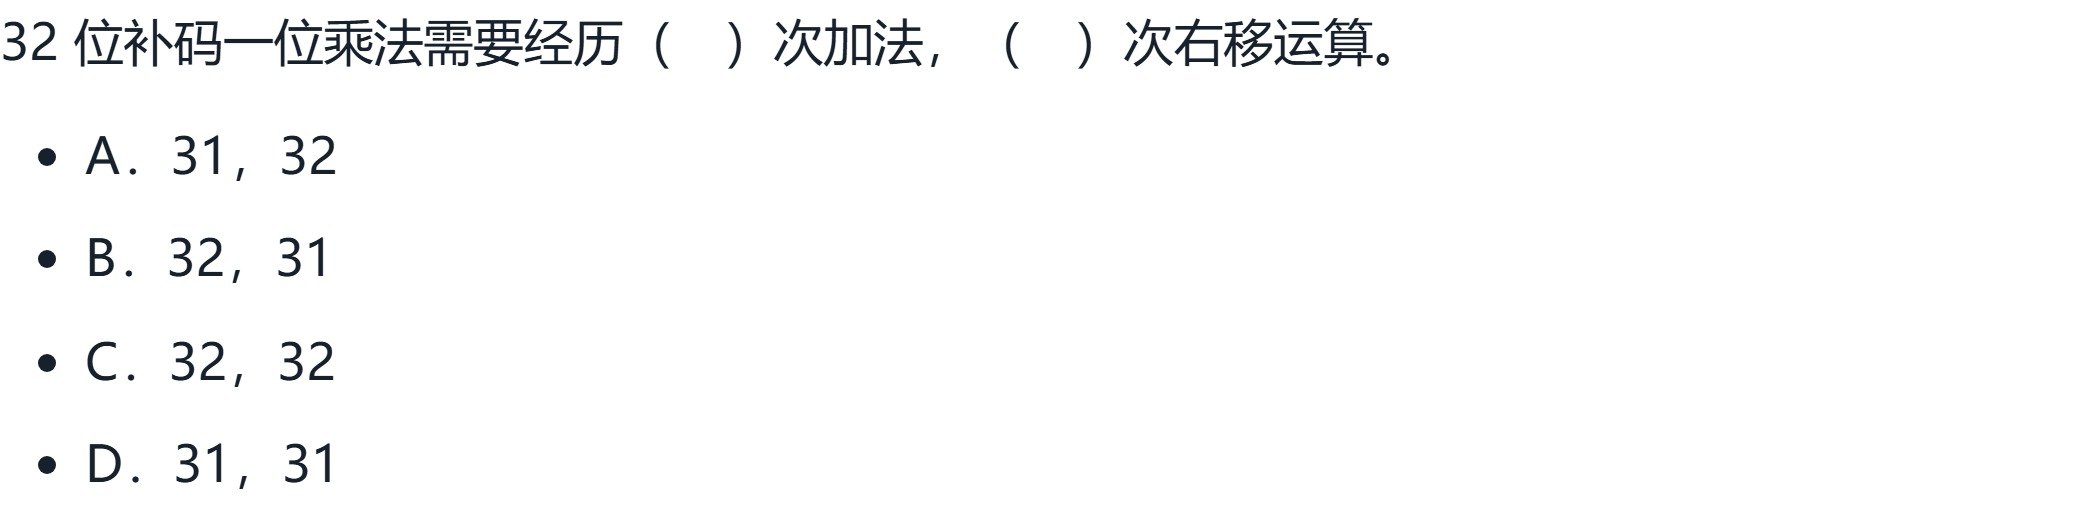 32 位补码一位乘法需要经历（　）次加法，（　）次右移运算。
• A．31，32
• B．32，31
• C．32，32
• D．31，31